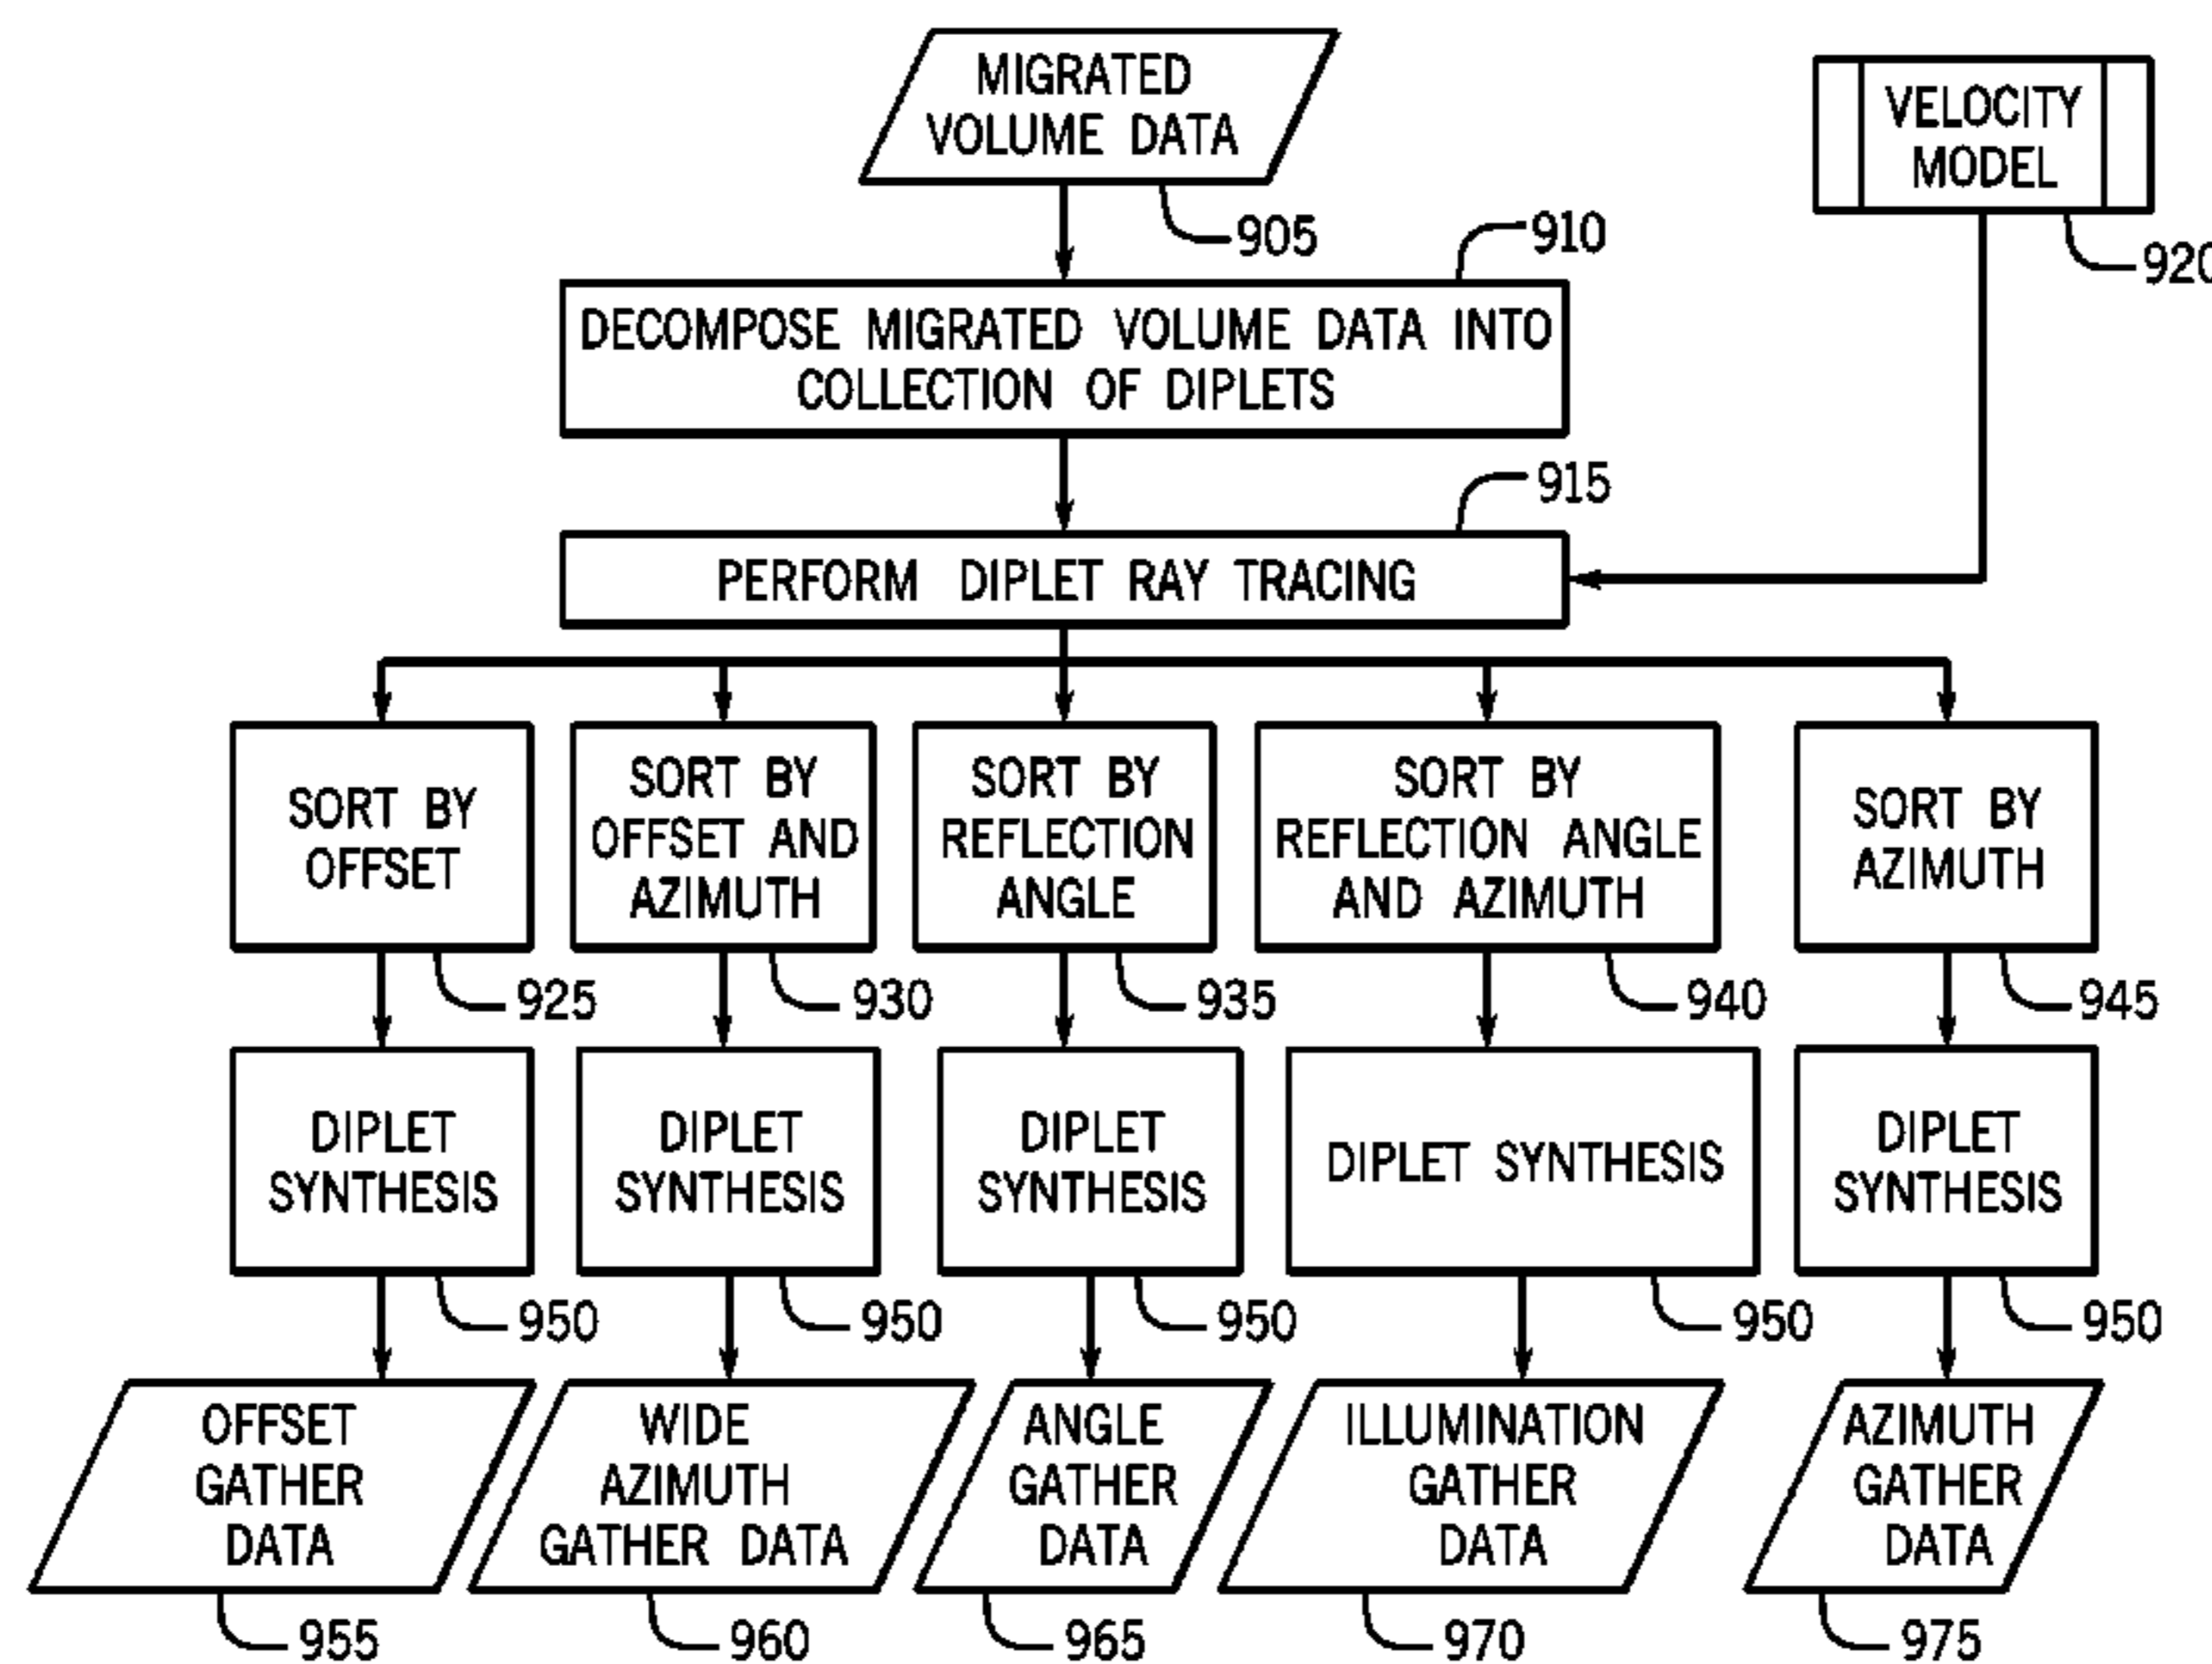 MIGRATED
VOLUME DATA
VELOCITY
MODEL
905
910
920
DECOMPOSE MIGRATED VOLUME DATA INTO
COLLECTION OF DIPLETS
915
PERFORM DIPLET RAY TRACING
SORT BY
OFFSET
SORT BY
OFFSET AND
AZIMUTH
SORT BY
REFLECTION
ANGLE
SORT BY
REFLECTION ANGLE
AND AZIMUTH
SORT BY
AZIMUTH
925
930
935
940
945
DIPLET
SYNTHESIS
DIPLET
SYNTHESIS
DIPLET
SYNTHESIS
DIPLET SYNTHESIS
DIPLET
SYNTHESIS
950
950
950
950
950
OFFSET
GATHER
DATA
WIDE
AZIMUTH
GATHER DATA
ANGLE
GATHER
DATA
ILLUMINATION
GATHER
DATA
AZIMUTH
GATHER
DATA
955
960
965
970
975